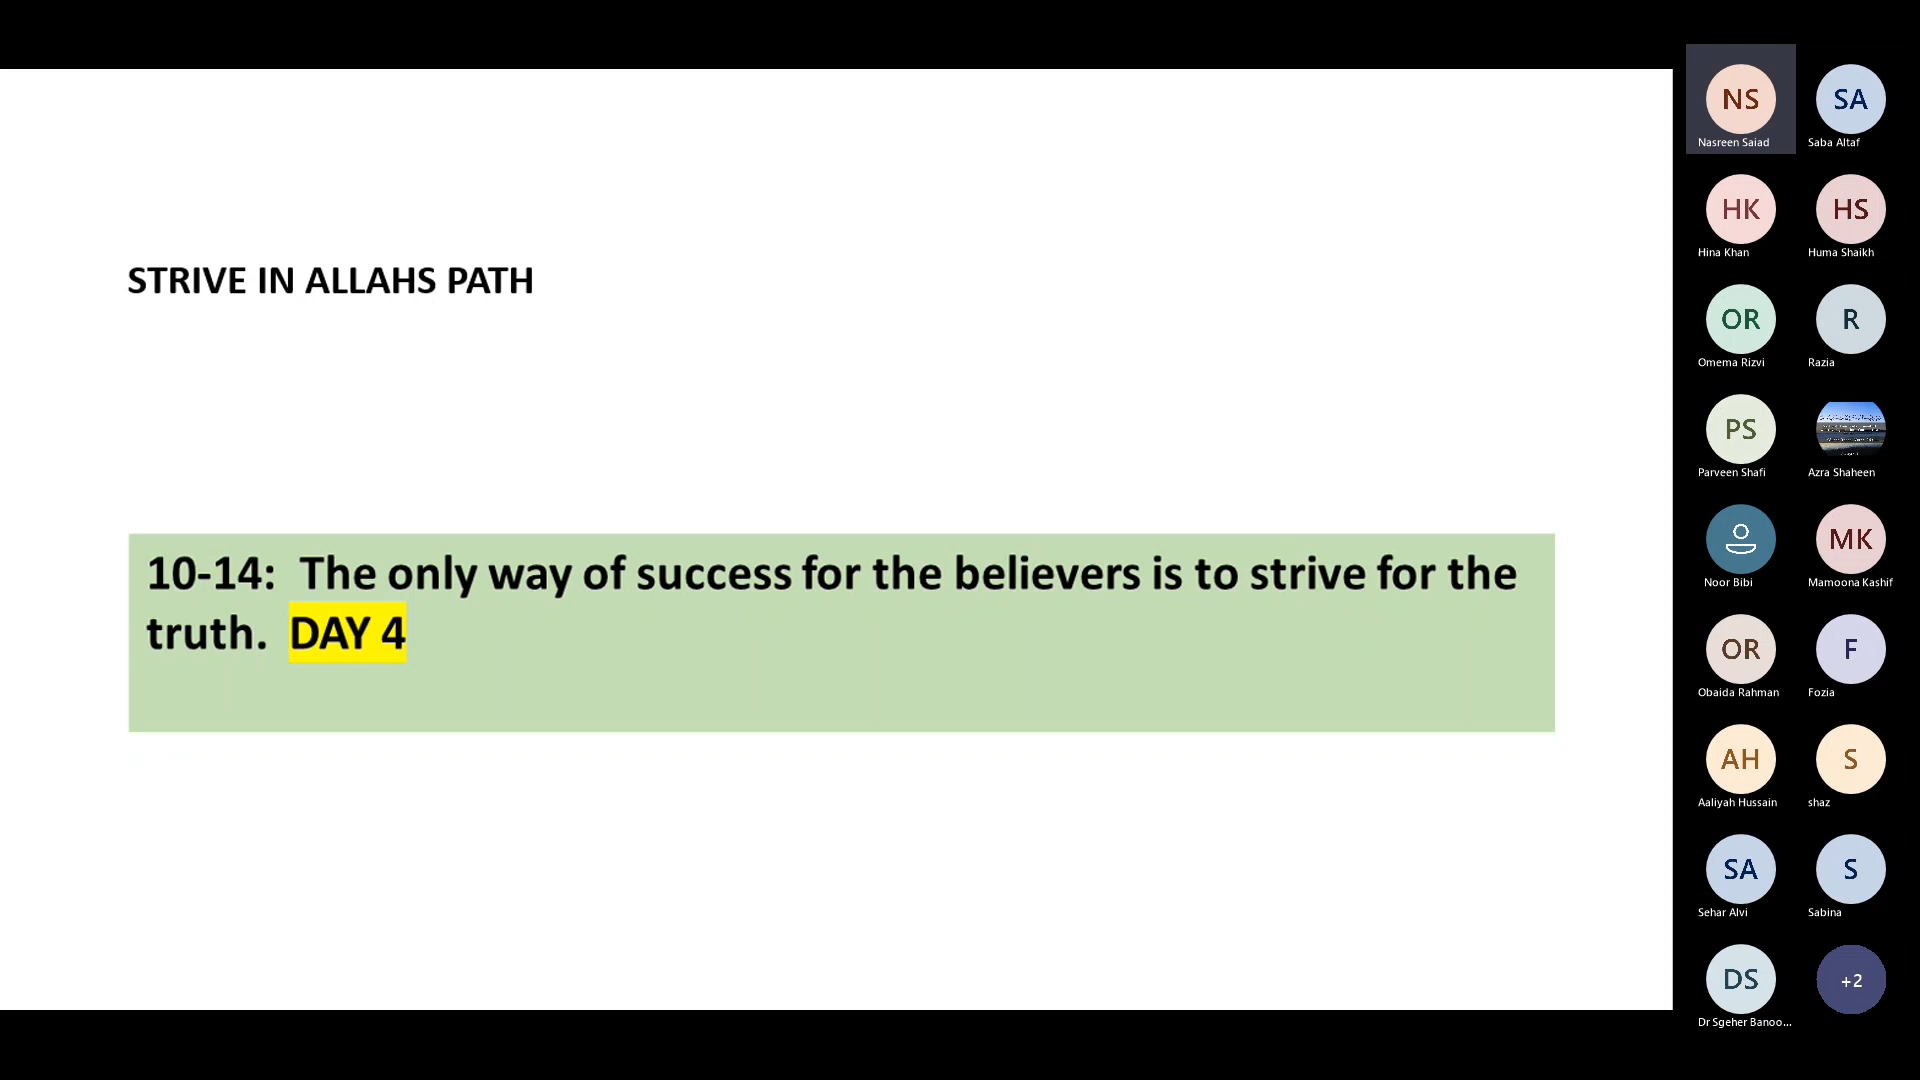 STRIVE IN ALLAHS PATH
10-14:  The only way of success for the believers is to strive for the
truth.  DAY 4
NS
Nasreen Saiad
SA
Saba Altaf
HK
Hina Khan
HS
Huma Shaikh
OR
Omema Rizvi
R
Razia
PS
Parveen Shafi
Azra Shaheen
Noor Bibi
MK
Mamoona Kashif
OR
Obaida Rahman
F
Fozia
AH
Aaliyah Hussain
S
shaz
SA
Sehar Alvi
S
Sabina
DS
Dr Sgeher Banoo...
+2